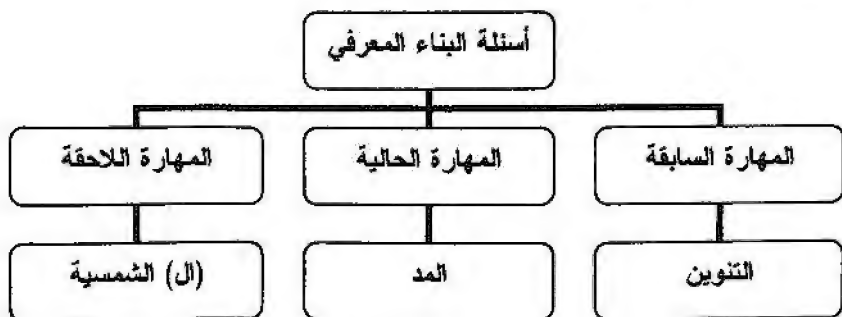 أسئلة البناء المعرفي
المهارة السابقة
المهارة الحالية
المهارة اللاحقة
التنوين
المد
(ال) الشمسية